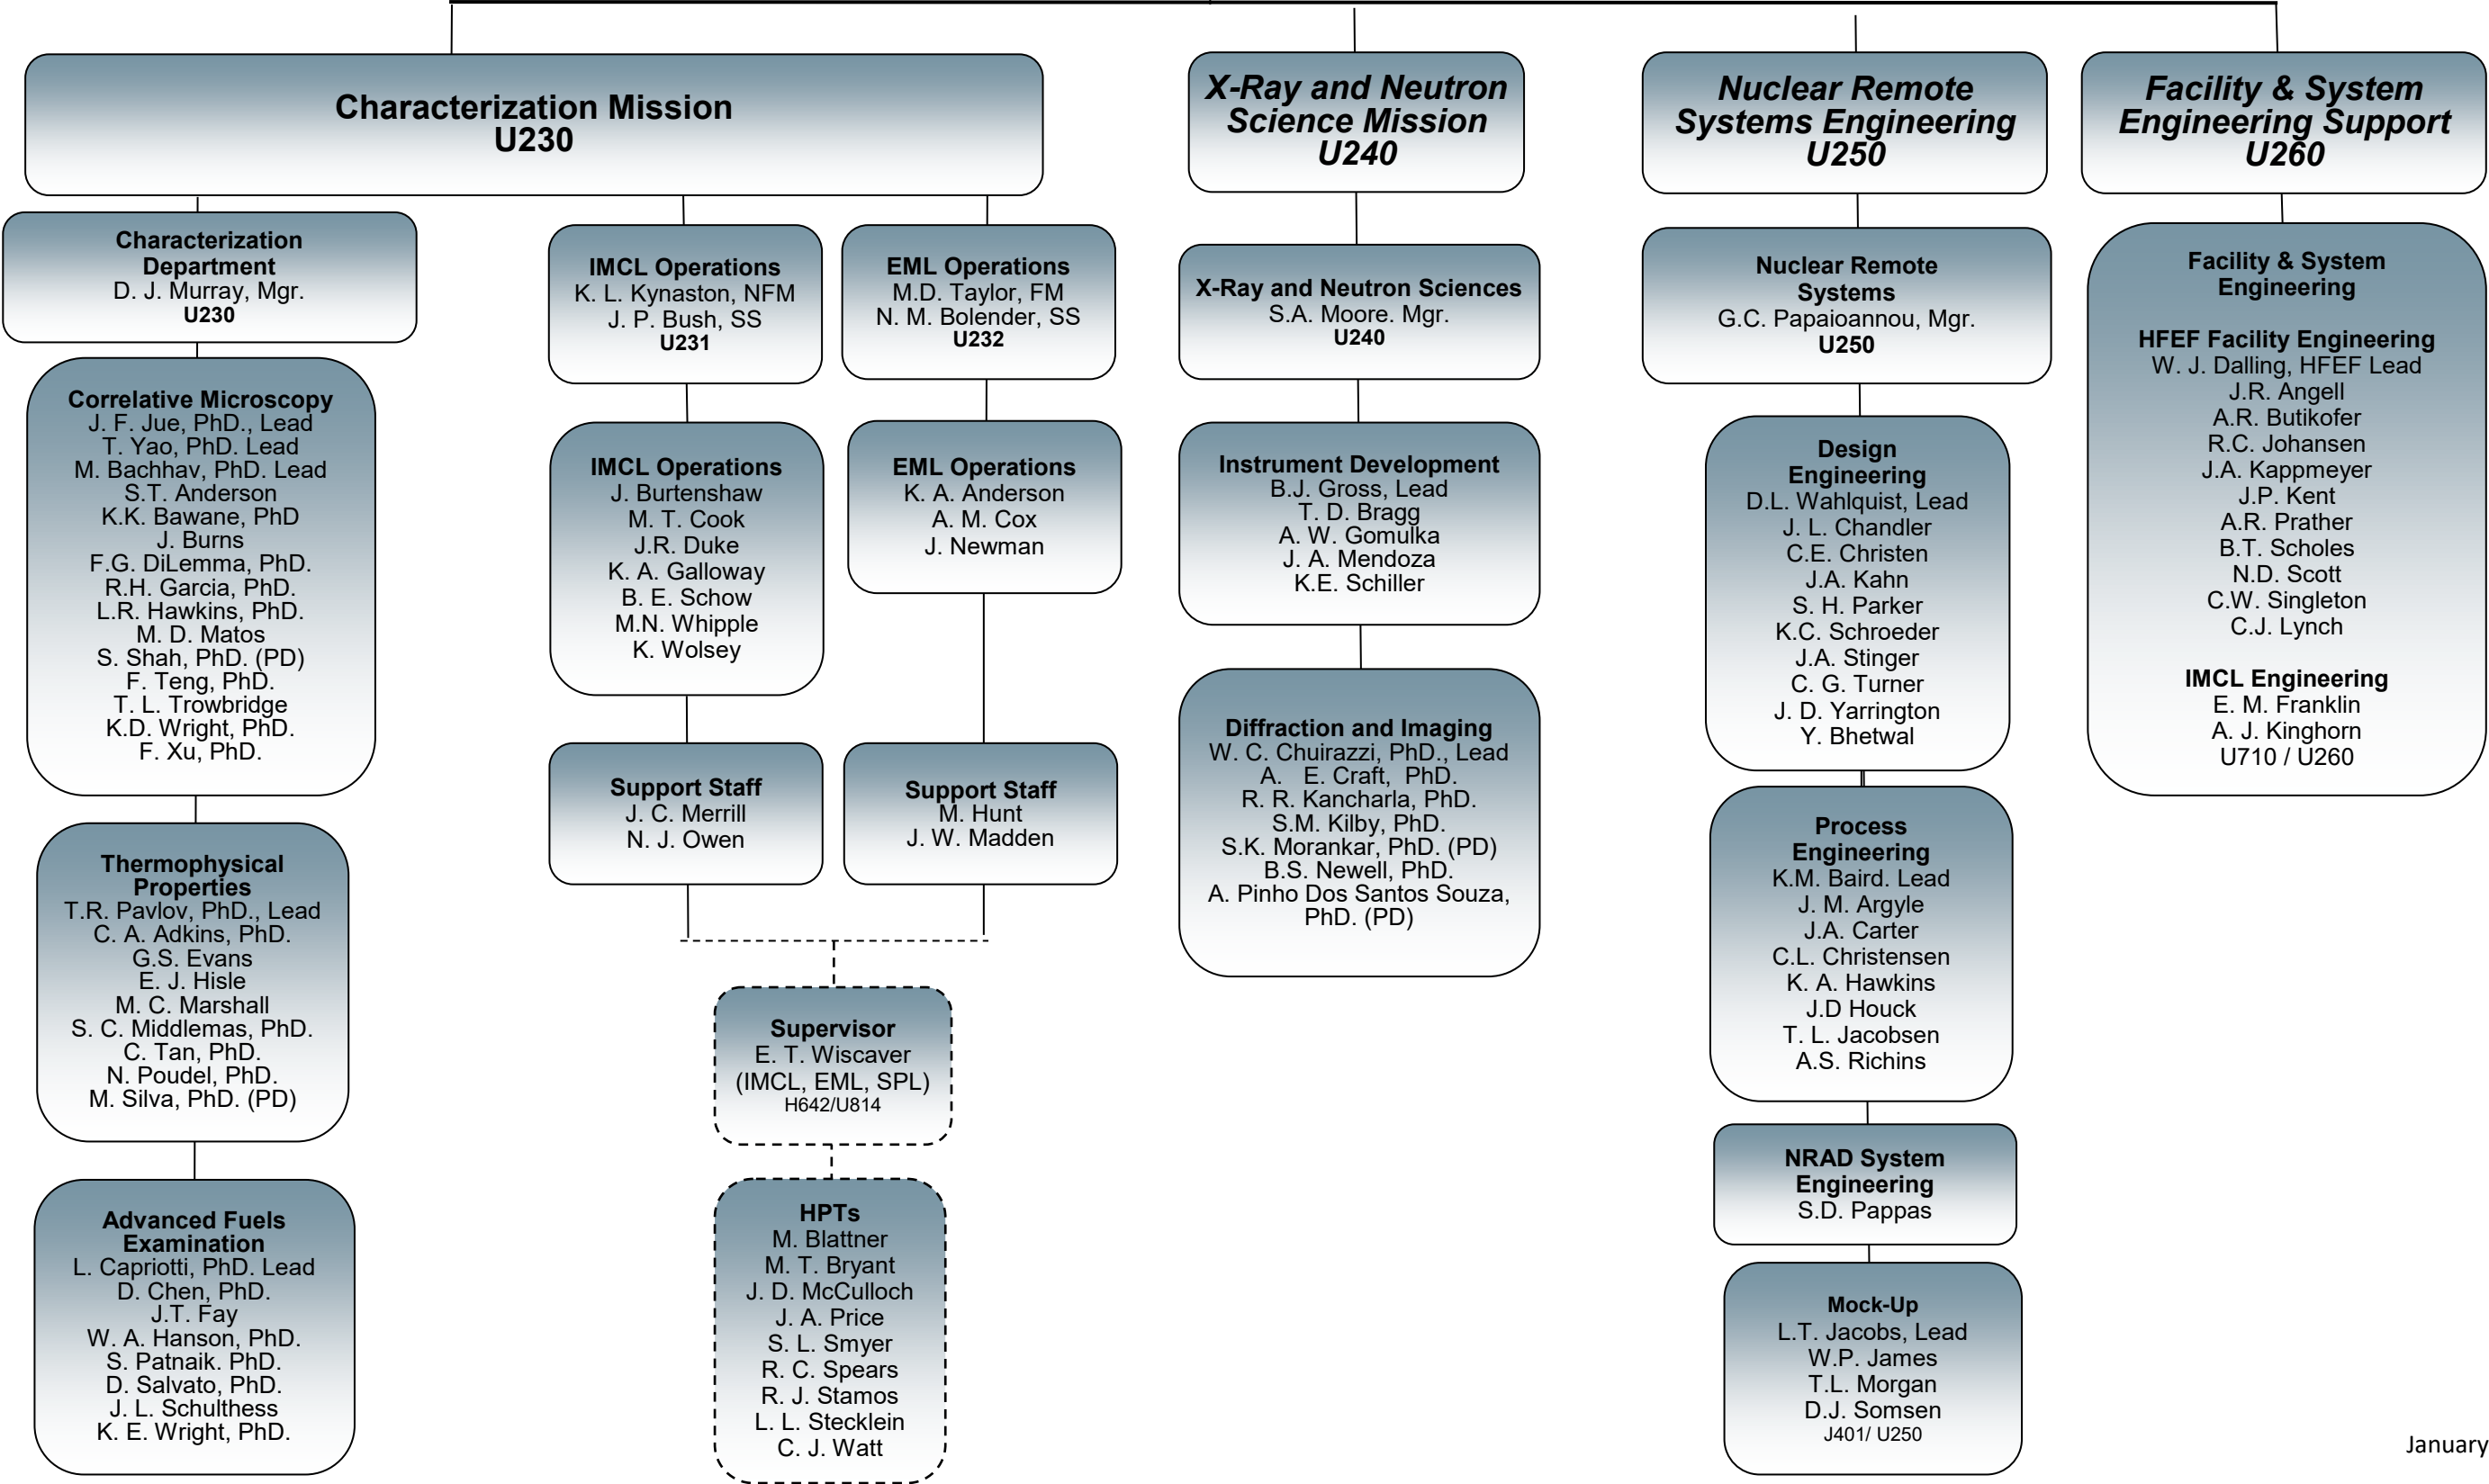 Characterization Mission
U230
X-Ray and Neutron
Science Mission
U240
Nuclear Remote
Systems Engineering
U250
Facility & System
Engineering Support
U260
Characterization
Department
D. J. Murray, Mgr.
U230
Correlative Microscopy
J. F. Jue, PhD., Lead
T. Yao, PhD. Lead
M. Bachhav, PhD. Lead
S.T. Anderson
K.K. Bawane, PhD
J. Burns
F.G. DiLemma, PhD.
R.H. Garcia, PhD.
L.R. Hawkins, PhD.
M. D. Matos
S. Shah, PhD. (PD)
F. Teng, PhD.
T. L. Trowbridge
K.D. Wright, PhD.
F. Xu, PhD.
Thermophysical
Properties
T.R. Pavlov, PhD., Lead
C. A. Adkins, PhD.
G.S. Evans
E. J. Hisle
M. C. Marshall
S. C. Middlemas, PhD.
C. Tan, PhD.
N. Poudel, PhD.
M. Silva, PhD. (PD)
Advanced Fuels
Examination
L. Capriotti, PhD. Lead
D. Chen, PhD.
J.T. Fay
W. A. Hanson, PhD.
S. Patnaik. PhD.
D. Salvato, PhD.
J. L. Schulthess
K. E. Wright, PhD.
IMCL Operations
K. L. Kynaston, NFM
J. P. Bush, SS
U231
IMCL Operations
J. Burtenshaw
M. T. Cook
J.R. Duke
K. A. Galloway
B. E. Schow
M.N. Whipple
K. Wolsey
Support Staff
J. C. Merrill
N. J. Owen
EML Operations
M.D. Taylor, FM
N. M. Bolender, SS
U232
EML Operations
K. A. Anderson
A. M. Cox
J. Newman
Support Staff
M. Hunt
J. W. Madden
Supervisor
E. T. Wiscaver
(IMCL, EML, SPL)
H642/U814
HPTs
M. Blattner
M. T. Bryant
J. D. McCulloch
J. A. Price
S. L. Smyer
R. C. Spears
R. J. Stamos
L. L. Stecklein
C. J. Watt
X-Ray and Neutron Sciences
S.A. Moore. Mgr.
U240
Instrument Development
B.J. Gross, Lead
T. D. Bragg
A. W. Gomulka
J. A. Mendoza
K.E. Schiller
Diffraction and Imaging
W. C. Chuirazzi, PhD., Lead
A. E. Craft, PhD.
R. R. Kancharla, PhD.
S.M. Kilby, PhD.
S.K. Morankar, PhD. (PD)
B.S. Newell, PhD.
A. Pinho Dos Santos Souza,
PhD. (PD)
Nuclear Remote
Systems
G.C. Papaioannou, Mgr.
U250
Design
Engineering
D.L. Wahlquist, Lead
J. L. Chandler
C.E. Christen
J.A. Kahn
S. H. Parker
K.C. Schroeder
J.A. Stinger
C. G. Turner
J. D. Yarrington
Y. Bhetwal
Process
Engineering
K.M. Baird. Lead
J. M. Argyle
J.A. Carter
C.L. Christensen
K. A. Hawkins
J.D Houck
T. L. Jacobsen
A.S. Richins
NRAD System
Engineering
S.D. Pappas
Mock-Up
L.T. Jacobs, Lead
W.P. James
T.L. Morgan
D.J. Somsen
J401/ U250
Facility & System
Engineering
HFEF Facility Engineering
W. J. Dalling, HFEF Lead
J.R. Angell
A.R. Butikofer
R.C. Johansen
J.A. Kappmeyer
J.P. Kent
A.R. Prather
B.T. Scholes
N.D. Scott
C.W. Singleton
C.J. Lynch
IMCL Engineering
E. M. Franklin
A. J. Kinghorn
U710 / U260
January